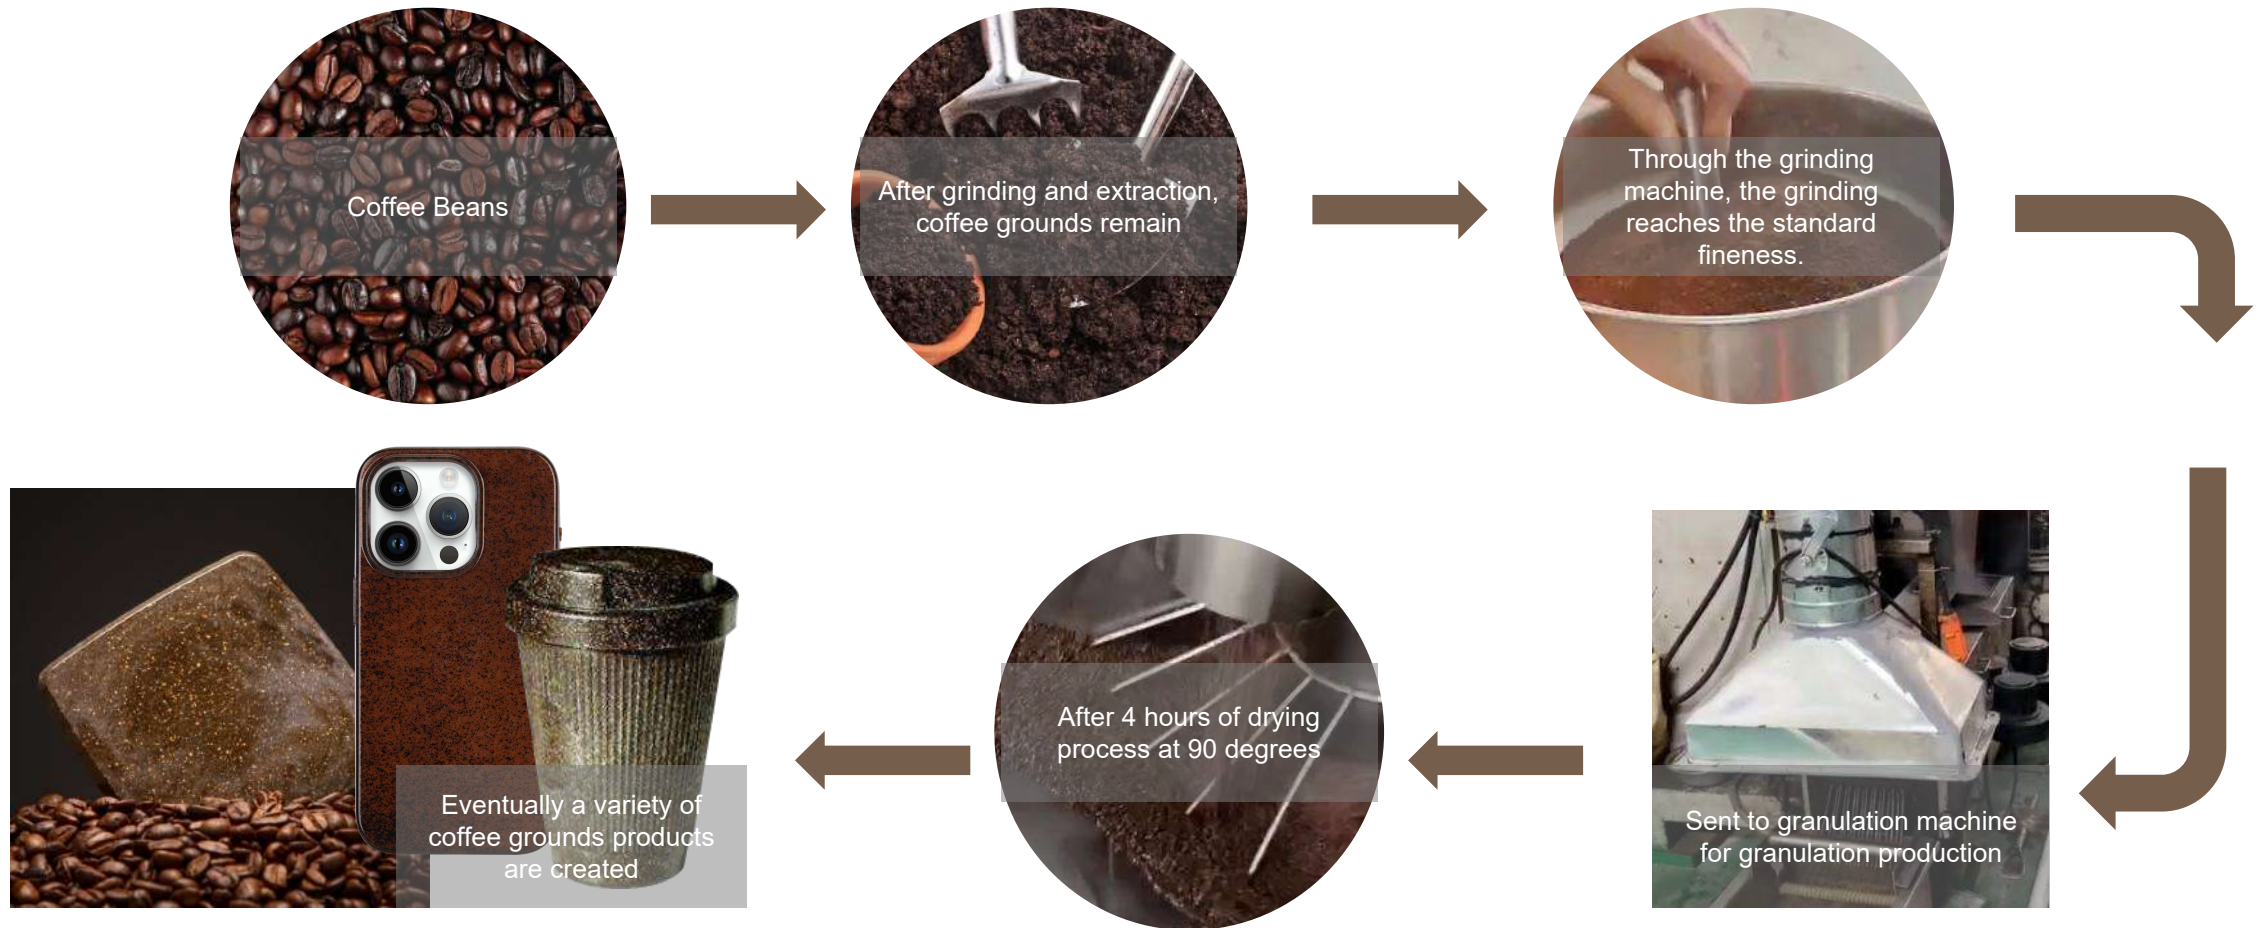 Coffee Beans
After grinding and extraction,
coffee grounds remain
Through the grinding
machine, the grinding
reaches the standard
fineness.
Sent to granulation machine
for granulation production
After 4 hours of drying
process at 90 degrees
Eventually a variety of
coffee grounds products
are created